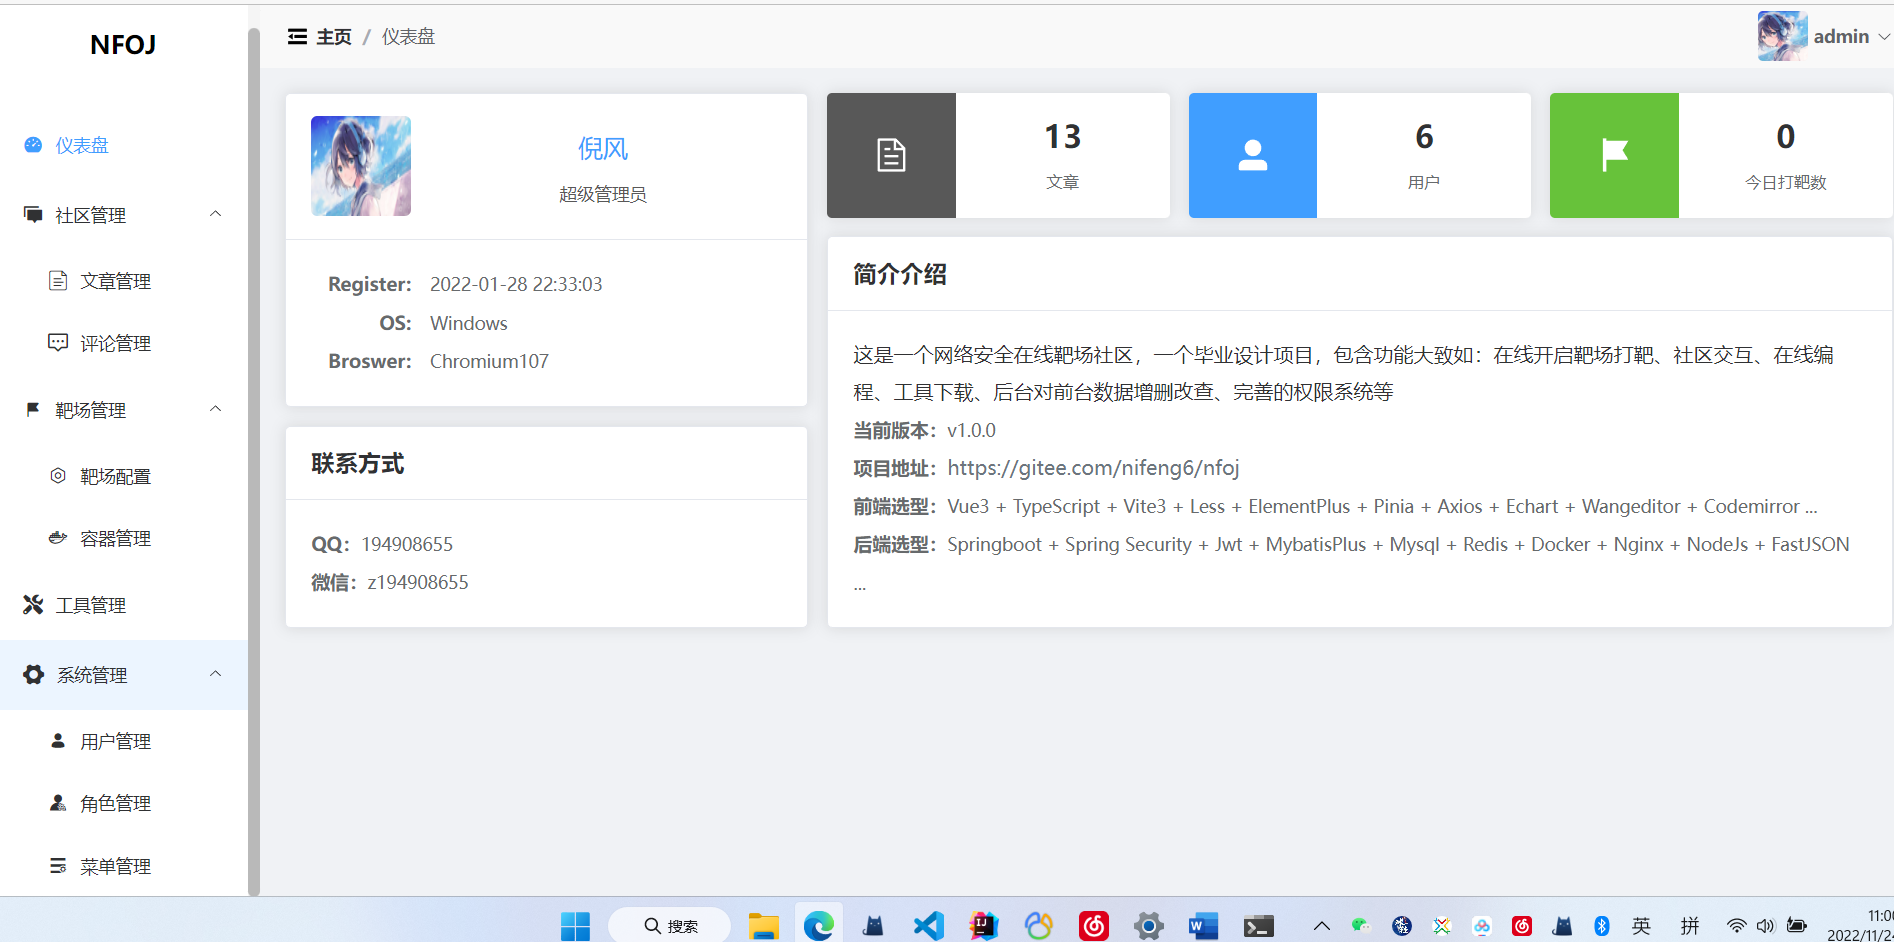 NFOJ
主页 / 仪表盘
admin
仪表盘
社区管理
文章管理
评论管理
靶场管理
靶场配置
容器管理
工具管理
系统管理
用户管理
角色管理
菜单管理
倪风
超级管理员
Register: 2022-01-28 22:33:03
OS: Windows
Broswer: Chromium107
联系方式
QQ：194908655
微信：z194908655
13
文章
6
用户
0
今日打靶数
简介介绍
这是一个网络安全在线靶场社区，一个毕业设计项目，包含功能大致如：在线开启靶场打靶、社区交互、在线编
程、工具下载、后台对前台数据增删改查、完善的权限系统等
当前版本：v1.0.0
项目地址：https://gitee.com/nifeng6/nfoj
前端选型：Vue3 + TypeScript + Vite3 + Less + ElementPlus + Pinia + Axios + Echart + Wangeditor + Codemirror ...
后端选型：Springboot + Spring Security + Jwt + MybatisPlus + Mysql + Redis + Docker + Nginx + NodeJs + FastJSON
...
搜索
英
拼